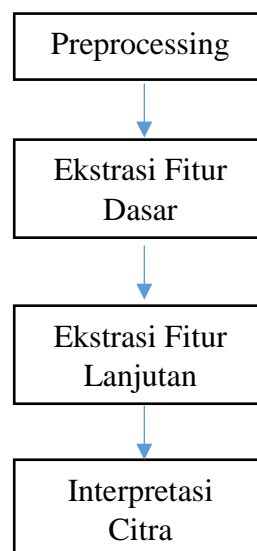 Preprocessing
Ekstrasi Fitur
Dasar
Ekstrasi Fitur
Lanjutan
Interpretasi
Citra